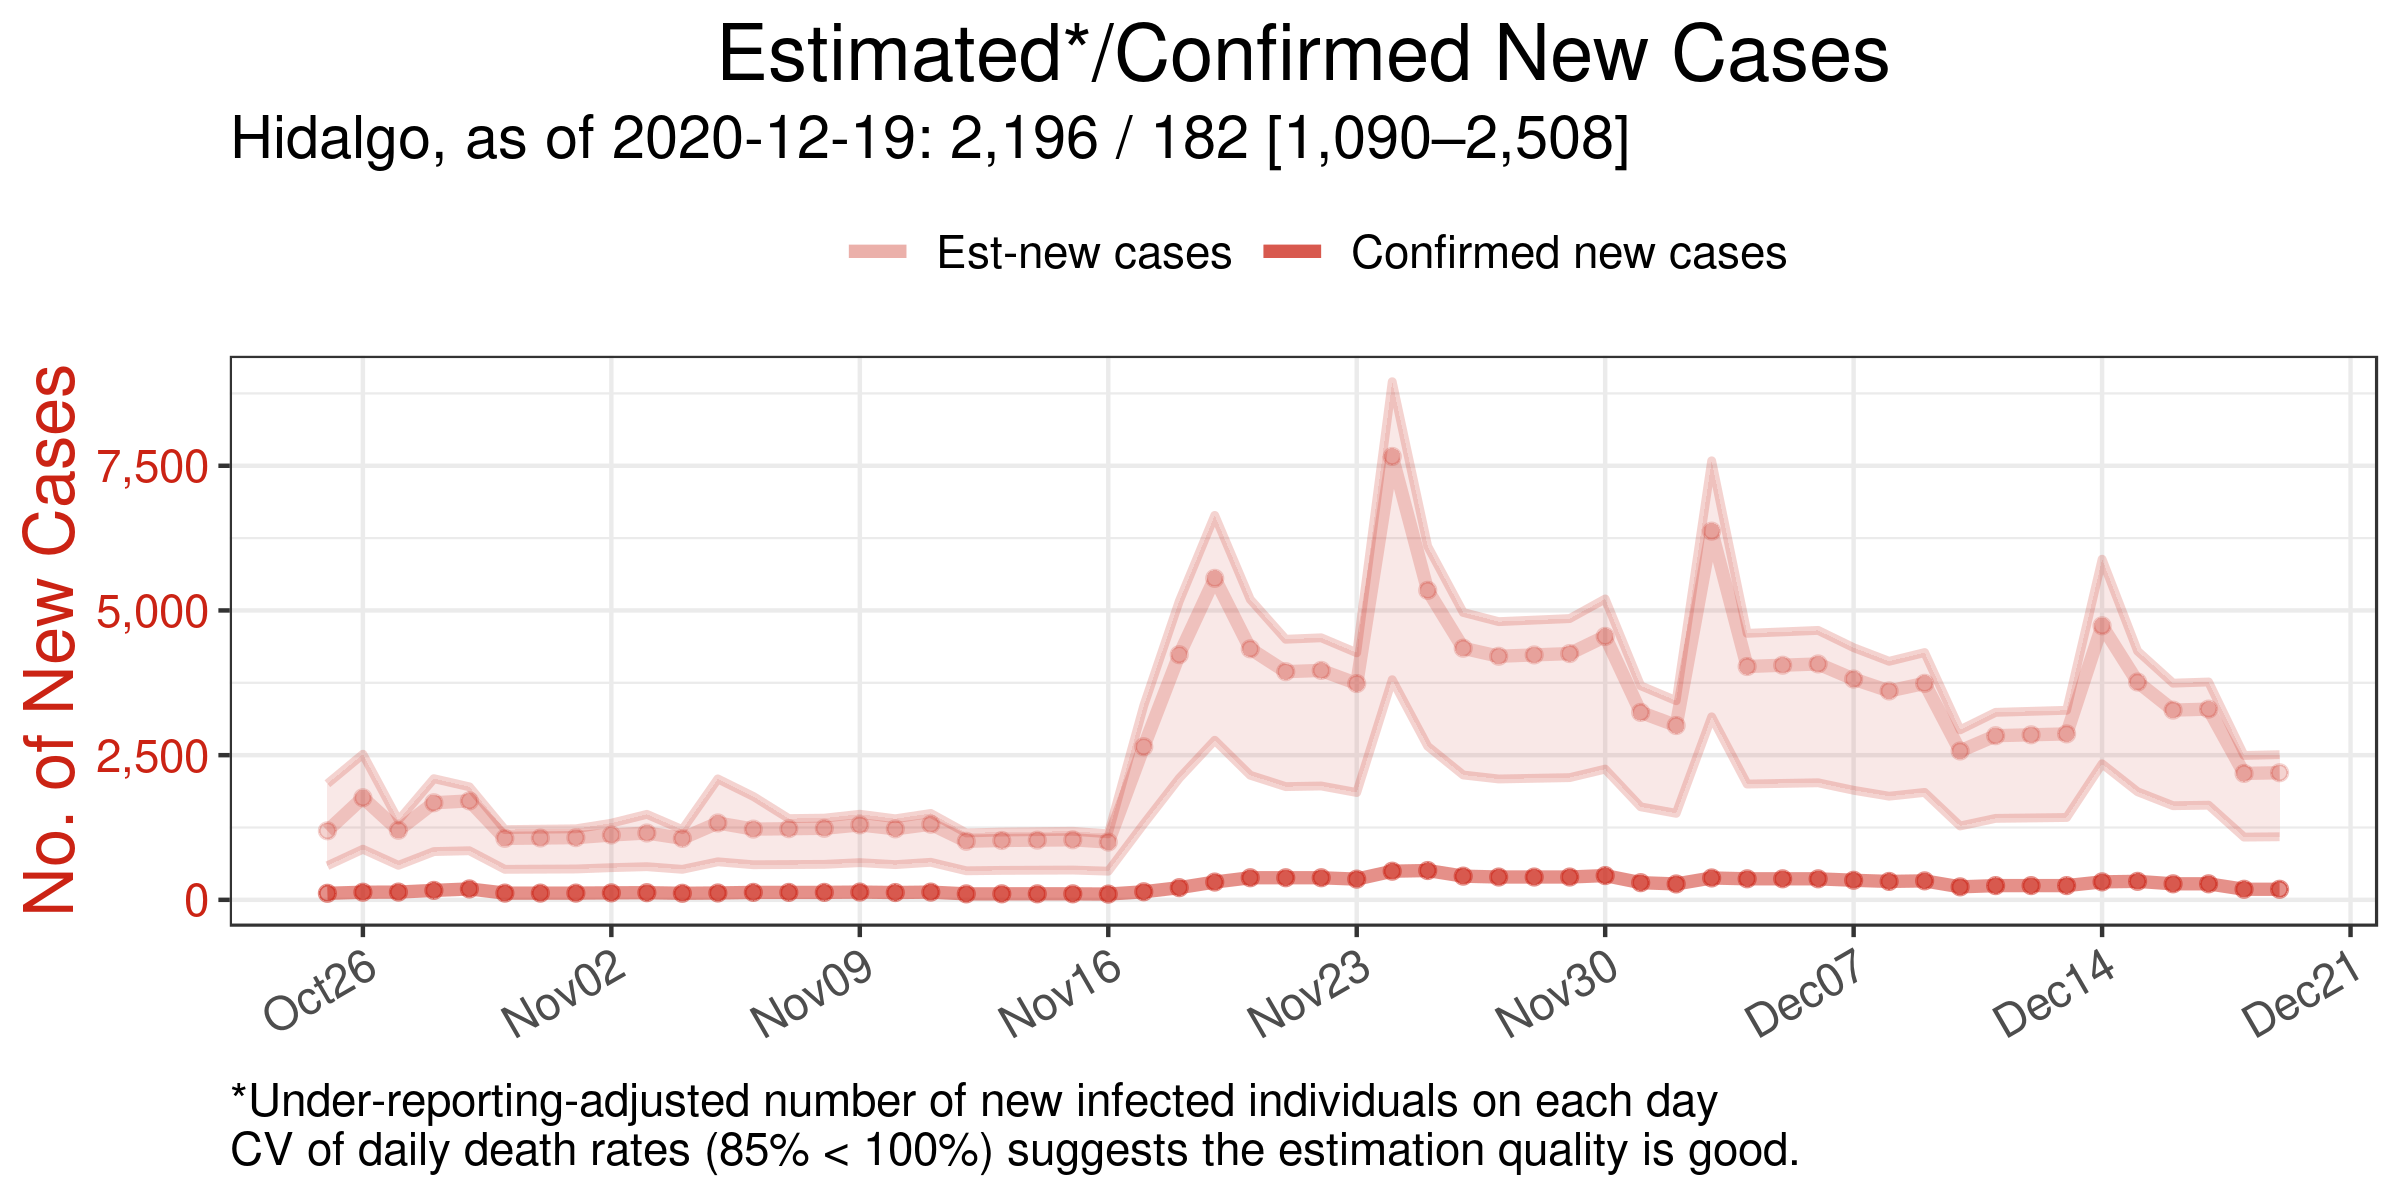 Estimated*/Confirmed New Cases
Hidalgo, as of 2020-12-19: 2,196 / 182 [1,090–2,508]
Est-new cases
Confirmed new cases
No. of New Cases
7,500
5,000
2,500
0
Oct26
Nov02
Nov09
Nov16
Nov23
Nov30
Dec07
Dec14
Dec21
*Under-reporting-adjusted number of new infected individuals on each day
CV of daily death rates (85% < 100%) suggests the estimation quality is good.